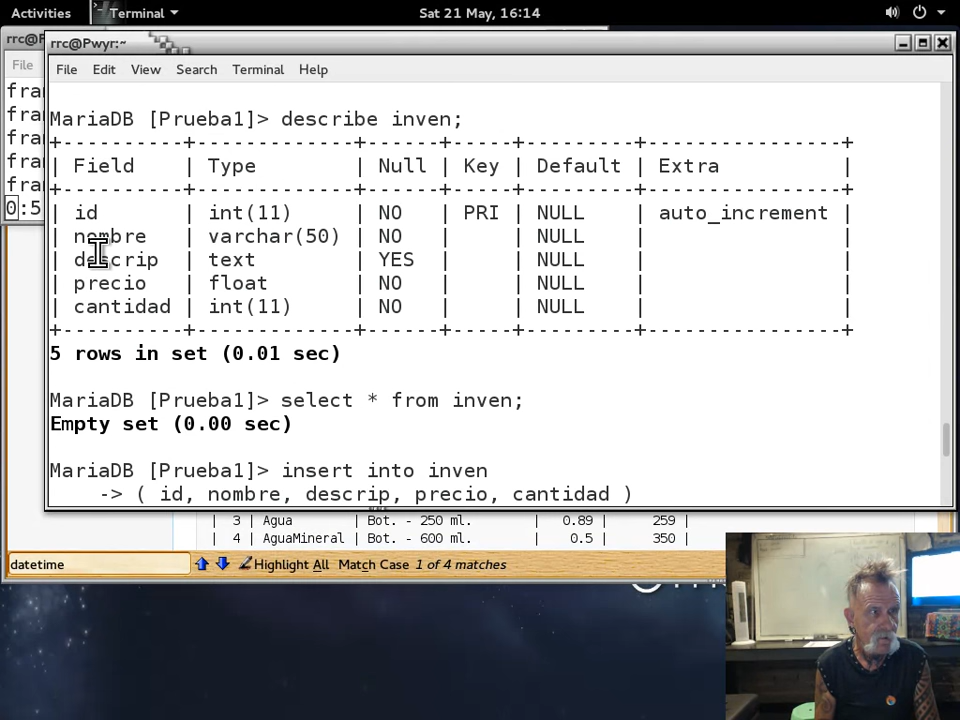 Activities Terminal Sat 21 May, 16:14
rrc@Pwyr:~
File Edit View Search Terminal Help
File
MariaDB [Prueba1]> describe inven;
+----------+-------------+------+-----+---------+----------------+
| Field | Type | Null | Key | Default | Extra |
+----------+-------------+------+-----+---------+----------------+
| id | int(11) | NO | PRI | NULL | auto_increment |
| nombre | varchar(50) | NO | | NULL | |
| descrip | text | YES | | NULL | |
| precio | float | NO | | NULL | |
| cantidad | int(11) | NO | | NULL | |
+----------+-------------+------+-----+---------+----------------+
5 rows in set (0.01 sec)
MariaDB [Prueba1]> select * from inven;
Empty set (0.00 sec)
MariaDB [Prueba1]> insert into inven
-> ( id, nombre, descrip, precio, cantidad )
| 3 | Agua | Bot. - 250 ml. | 0.89 | 259 |
| 4 | AguaMineral | Bot. - 600 ml. | 0.5 | 350 |
datetime Highlight All Match Case 1 of 4 matches